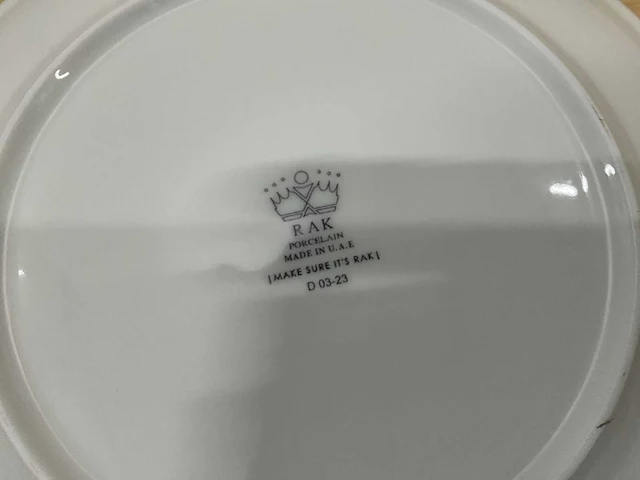 RAK
PORCELAIN
MADE IN U.A.E
|MAKE SURE IT'S RAK|
D 03-23